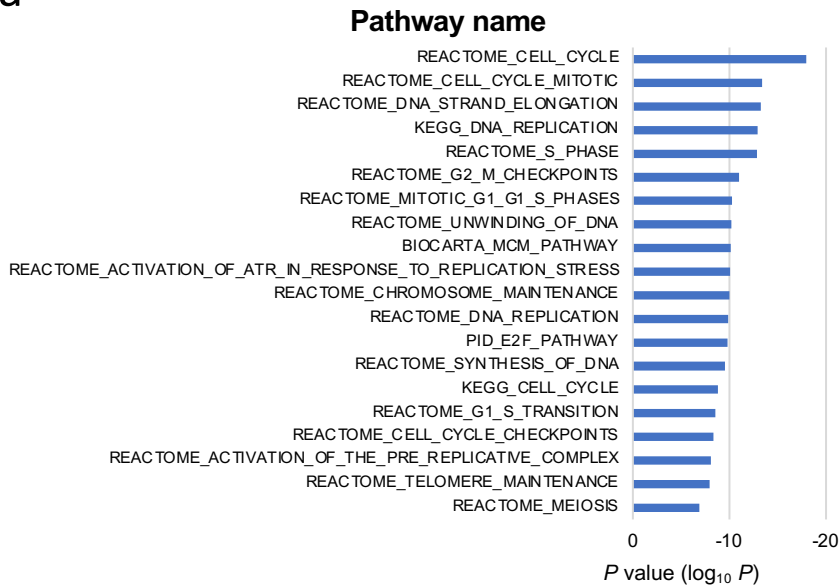 Pathway name
REACTOME_CELL_CYCLE
REACTOME_CELL_CYCLE_MITOTIC
REACTOME_DNA_STRAND_ELONGATION
KEGG_DNA_REPLICATION
REACTOME_S_PHASE
REACTOME_G2_M_CHECKPOINTS
REACTOME_MITOTIC_G1_G1_S_PHASES
REACTOME_UNWINDING_OF_DNA
BIOCARTA_MCM_PATHWAY
REACTOME_ACTIVATION_OF_ATR_IN_RESPONSE_TO_REPLICATION_STRESS
REACTOME_CHROMOSOME_MAINTENANCE
REACTOME_DNA_REPLICATION
PID_E2F_PATHWAY
REACTOME_SYNTHESIS_OF_DNA
KEGG_CELL_CYCLE
REACTOME_G1_S_TRANSITION
REACTOME_CELL_CYCLE_CHECKPOINTS
REACTOME_ACTIVATION_OF_THE_PRE_REPLICATIVE_COMPLEX
REACTOME_TELOMERE_MAINTENANCE
REACTOME_MEIOSIS
0 -10 -20
P value (log₁₀ P)